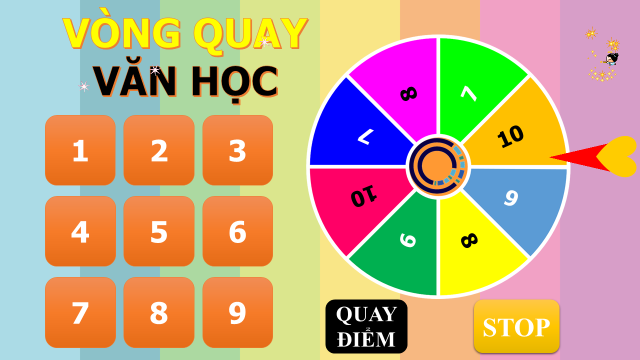 VÒNG QUAY
VĂN HỌC
1 2 3
4 5 6
7 8 9
8 7
7 10
10 9
9 8
QUAY
ĐIỂM
STOP